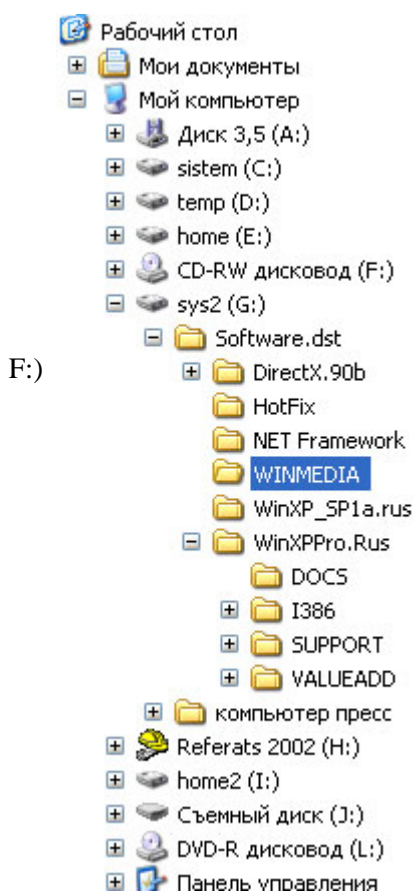 Рабочий стол
Мои документы
Мой компьютер
Диск 3,5 (A:)
sistem (C:)
temp (D:)
home (E:)
CD-RW дисковод (F:)
sys2 (G:)
Software.dst
F:)
DirectX.90b
HotFix
NET Framework
WINMEDIA
WinXP_SP1a.rus
WinXPPro.Rus
DOCS
I386
SUPPORT
VALUEADD
компьютер пресс
Referats 2002 (H:)
home2 (I:)
Съемный диск (J:)
DVD-R дисковод (L:)
Панель управления